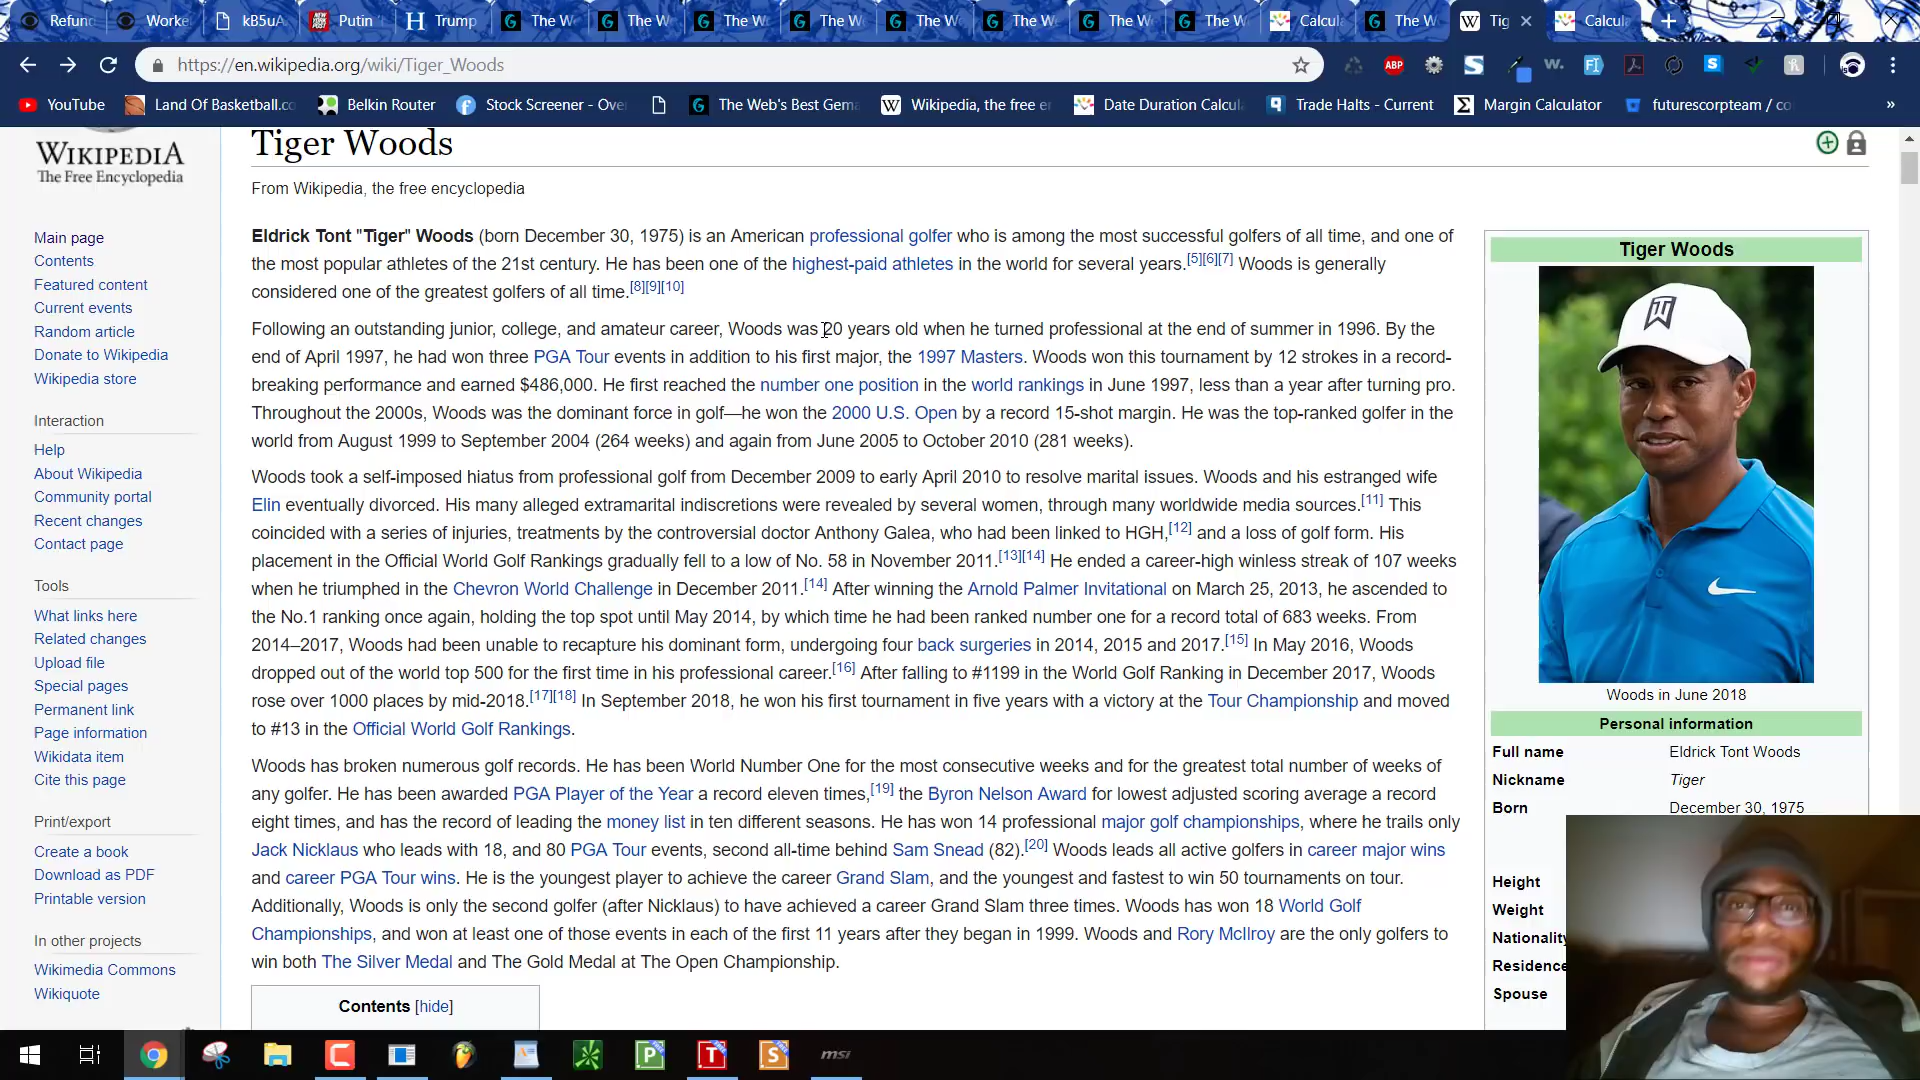 Refund
Worke
kB5uA
Putin
Trump
The W
The W
The W
The W
The W
The W
The W
The W
Calcul
The W
Tig
Calcul
https://en.wikipedia.org/wiki/Tiger_Woods
YouTube
Land Of Basketball.co
Belkin Router
Stock Screener - Over
The Web's Best Gema
Wikipedia, the free e
Date Duration Calcul
Trade Halts - Current
Margin Calculator
futurescorpteam / co
WIKIPEDIA
The Free Encyclopedia
Main page
Contents
Featured content
Current events
Random article
Donate to Wikipedia
Wikipedia store
Interaction
Help
About Wikipedia
Community portal
Recent changes
Contact page
Tools
What links here
Related changes
Upload file
Special pages
Permanent link
Page information
Wikidata item
Cite this page
Print/export
Create a book
Download as PDF
Printable version
In other projects
Wikimedia Commons
Wikiquote
Tiger Woods
From Wikipedia, the free encyclopedia
Eldrick Tont "Tiger" Woods (born December 30, 1975) is an American professional golfer who is among the most successful golfers of all time, and one of
the most popular athletes of the 21st century. He has been one of the highest-paid athletes in the world for several years.[5][6][7] Woods is generally
considered one of the greatest golfers of all time.[8][9][10]
Following an outstanding junior, college, and amateur career, Woods was 20 years old when he turned professional at the end of summer in 1996. By the
end of April 1997, he had won three PGA Tour events in addition to his first major, the 1997 Masters. Woods won this tournament by 12 strokes in a record-
breaking performance and earned $486,000. He first reached the number one position in the world rankings in June 1997, less than a year after turning pro.
Throughout the 2000s, Woods was the dominant force in golf—he won the 2000 U.S. Open by a record 15-shot margin. He was the top-ranked golfer in the
world from August 1999 to September 2004 (264 weeks) and again from June 2005 to October 2010 (281 weeks).
Woods took a self-imposed hiatus from professional golf from December 2009 to early April 2010 to resolve marital issues. Woods and his estranged wife
Elin eventually divorced. His many alleged extramarital indiscretions were revealed by several women, through many worldwide media sources.[11] This
coincided with a series of injuries, treatments by the controversial doctor Anthony Galea, who had been linked to HGH,[12] and a loss of golf form. His
placement in the Official World Golf Rankings gradually fell to a low of No. 58 in November 2011.[13][14] He ended a career-high winless streak of 107 weeks
when he triumphed in the Chevron World Challenge in December 2011.[14] After winning the Arnold Palmer Invitational on March 25, 2013, he ascended to
the No.1 ranking once again, holding the top spot until May 2014, by which time he had been ranked number one for a record total of 683 weeks. From
2014–2017, Woods had been unable to recapture his dominant form, undergoing four back surgeries in 2014, 2015 and 2017.[15] In May 2016, Woods
dropped out of the world top 500 for the first time in his professional career.[16] After falling to #1199 in the World Golf Ranking in December 2017, Woods
rose over 1000 places by mid-2018.[17][18] In September 2018, he won his first tournament in five years with a victory at the Tour Championship and moved
to #13 in the Official World Golf Rankings.
Woods has broken numerous golf records. He has been World Number One for the most consecutive weeks and for the greatest total number of weeks of
any golfer. He has been awarded PGA Player of the Year a record eleven times,[19] the Byron Nelson Award for lowest adjusted scoring average a record
eight times, and has the record of leading the money list in ten different seasons. He has won 14 professional major golf championships, where he trails only
Jack Nicklaus who leads with 18, and 80 PGA Tour events, second all-time behind Sam Snead (82).[20] Woods leads all active golfers in career major wins
and career PGA Tour wins. He is the youngest player to achieve the career Grand Slam, and the youngest and fastest to win 50 tournaments on tour.
Additionally, Woods is only the second golfer (after Nicklaus) to have achieved a career Grand Slam three times. Woods has won 18 World Golf
Championships, and won at least one of those events in each of the first 11 years after they began in 1999. Woods and Rory McIlroy are the only golfers to
win both The Silver Medal and The Gold Medal at The Open Championship.
Contents [hide]
Tiger Woods
Woods in June 2018
Personal information
Full name Eldrick Tont Woods
Nickname Tiger
Born December 30, 1975
Height
Weight
Nationality
Residence
Spouse
msi